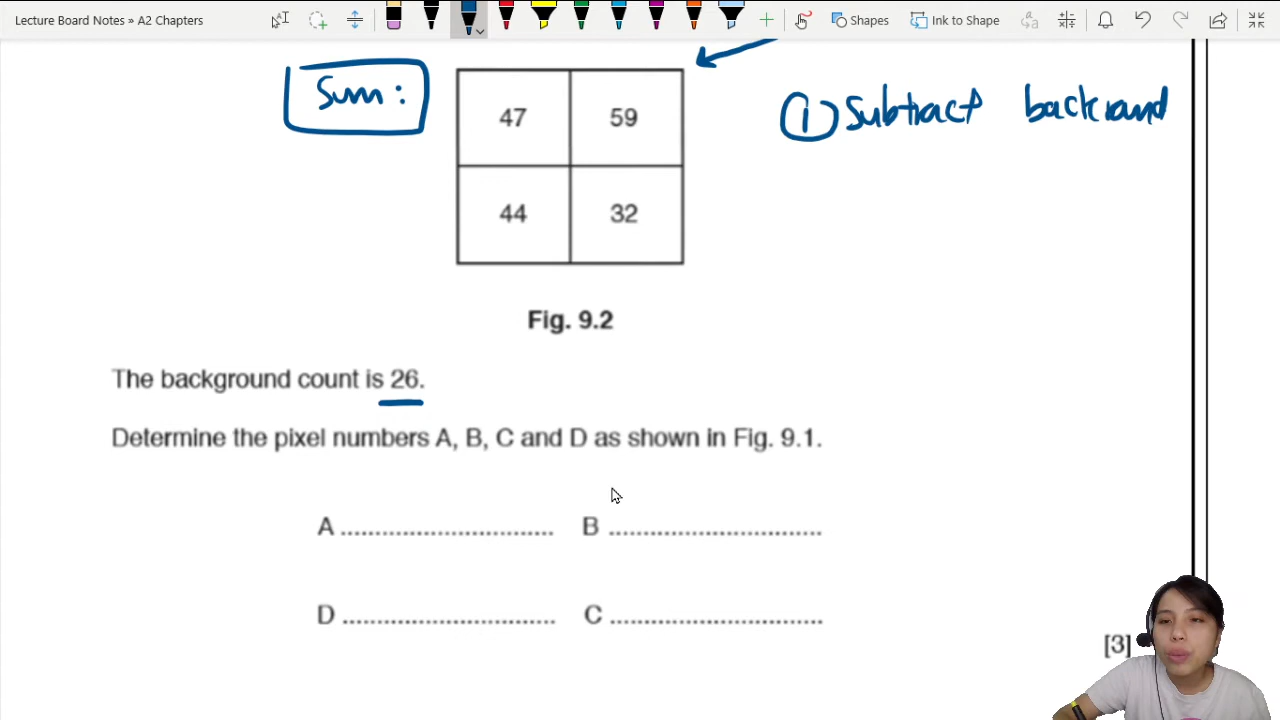 Lecture Board Notes » A2 Chapters
Shapes
Ink to Shape
Sum:
47 59
44 32
① Subtract
Fig. 9.2
The background count is 26.
Determine the pixel numbers A, B, C and D as shown in Fig. 9.1.
A ............................... B ...............................
D ............................... C ...............................
[3]